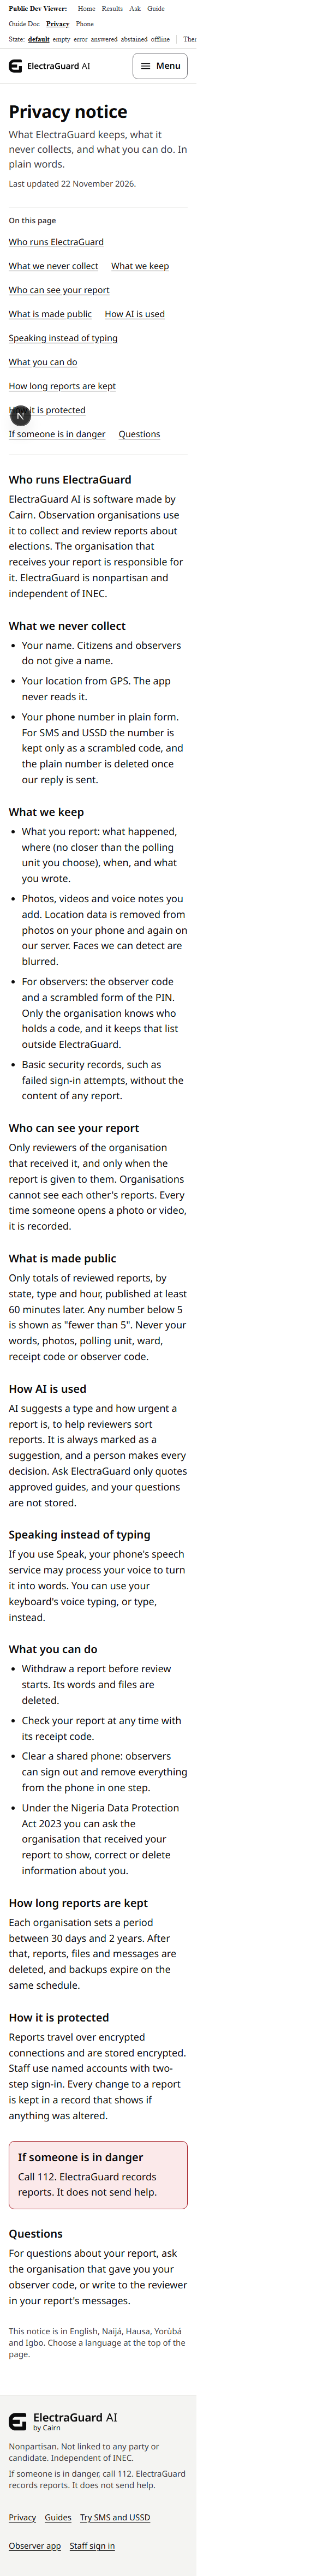 Public Dev Viewer: Home Results Ask Guide
Guide Doc Privacy Phone
State: default empty error answered abstained offline
ElectraGuard AI
Menu
Privacy notice
What ElectraGuard keeps, what it
never collects, and what you can do. In
plain words.
Last updated 22 November 2026.
On this page
Who runs ElectraGuard
What we never collect What we keep
Who can see your report
What is made public How AI is used
Speaking instead of typing
What you can do
How long reports are kept
it is protected
N
If someone is in danger Questions
Who runs ElectraGuard
ElectraGuard AI is software made by
Cairn. Observation organisations use
it to collect and review reports about
elections. The organisation that
receives your report is responsible for
it. ElectraGuard is nonpartisan and
independent of INEC.
What we never collect
• Your name. Citizens and observers
do not give a name.
• Your location from GPS. The app
never reads it.
• Your phone number in plain form.
For SMS and USSD the number is
kept only as a scrambled code, and
the plain number is deleted once
our reply is sent.
What we keep
• What you report: what happened,
where (no closer than the polling
unit you choose), when, and what
you wrote.
• Photos, videos and voice notes you
add. Location data is removed from
photos on your phone and again on
our server. Faces we can detect are
blurred.
• For observers: the observer code
and a scrambled form of the PIN.
Only the organisation knows who
holds a code, and it keeps that list
outside ElectraGuard.
• Basic security records, such as
failed sign-in attempts, without the
content of any report.
Who can see your report
Only reviewers of the organisation
that received it, and only when the
report is given to them. Organisations
cannot see each other's reports. Every
time someone opens a photo or video,
it is recorded.
What is made public
Only totals of reviewed reports, by
state, type and hour, published at least
60 minutes later. Any number below 5
is shown as "fewer than 5". Never your
words, photos, polling unit, ward,
receipt code or observer code.
How AI is used
AI suggests a type and how urgent a
report is, to help reviewers sort
reports. It is always marked as a
suggestion, and a person makes every
decision. Ask ElectraGuard only quotes
approved guides, and your questions
are not stored.
Speaking instead of typing
If you use Speak, your phone's speech
service may process your voice to turn
it into words. You can use your
keyboard's voice typing, or type,
instead.
What you can do
• Withdraw a report before review
starts. Its words and files are
deleted.
• Check your report at any time with
its receipt code.
• Clear a shared phone: observers
can sign out and remove everything
from the phone in one step.
• Under the Nigeria Data Protection
Act 2023 you can ask the
organisation that received your
report to show, correct or delete
information about you.
How long reports are kept
Each organisation sets a period
between 30 days and 2 years. After
that, reports, files and messages are
deleted, and backups expire on the
same schedule.
How it is protected
Reports travel over encrypted
connections and are stored encrypted.
Staff use named accounts with two-
step sign-in. Every change to a report
is kept in a record that shows if
anything was altered.
If someone is in danger
Call 112. ElectraGuard records
reports. It does not send help.
Questions
For questions about your report, ask
the organisation that gave you your
observer code, or write to the reviewer
in your report's messages.
This notice is in English, Naijá, Hausa, Yorùbá
and Igbo. Choose a language at the top of the
page.
ElectraGuard AI
by Cairn
Nonpartisan. Not linked to any party or
candidate. Independent of INEC.
If someone is in danger, call 112. ElectraGuard
records reports. It does not send help.
Privacy Guides Try SMS and USSD
Observer app Staff sign in